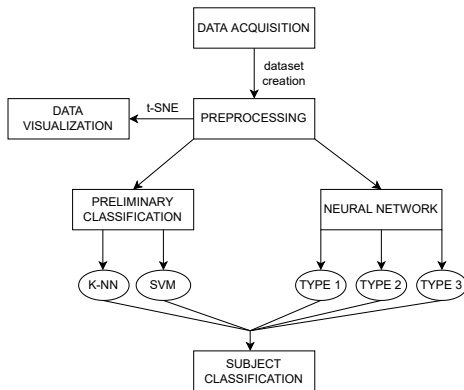 DATA ACQUISITION
dataset
creation
t-SNE
DATA
VISUALIZATION
PREPROCESSING
PRELIMINARY
CLASSIFICATION
NEURAL NETWORK
K-NN
SVM
TYPE 1
TYPE 2
TYPE 3
SUBJECT
CLASSIFICATION